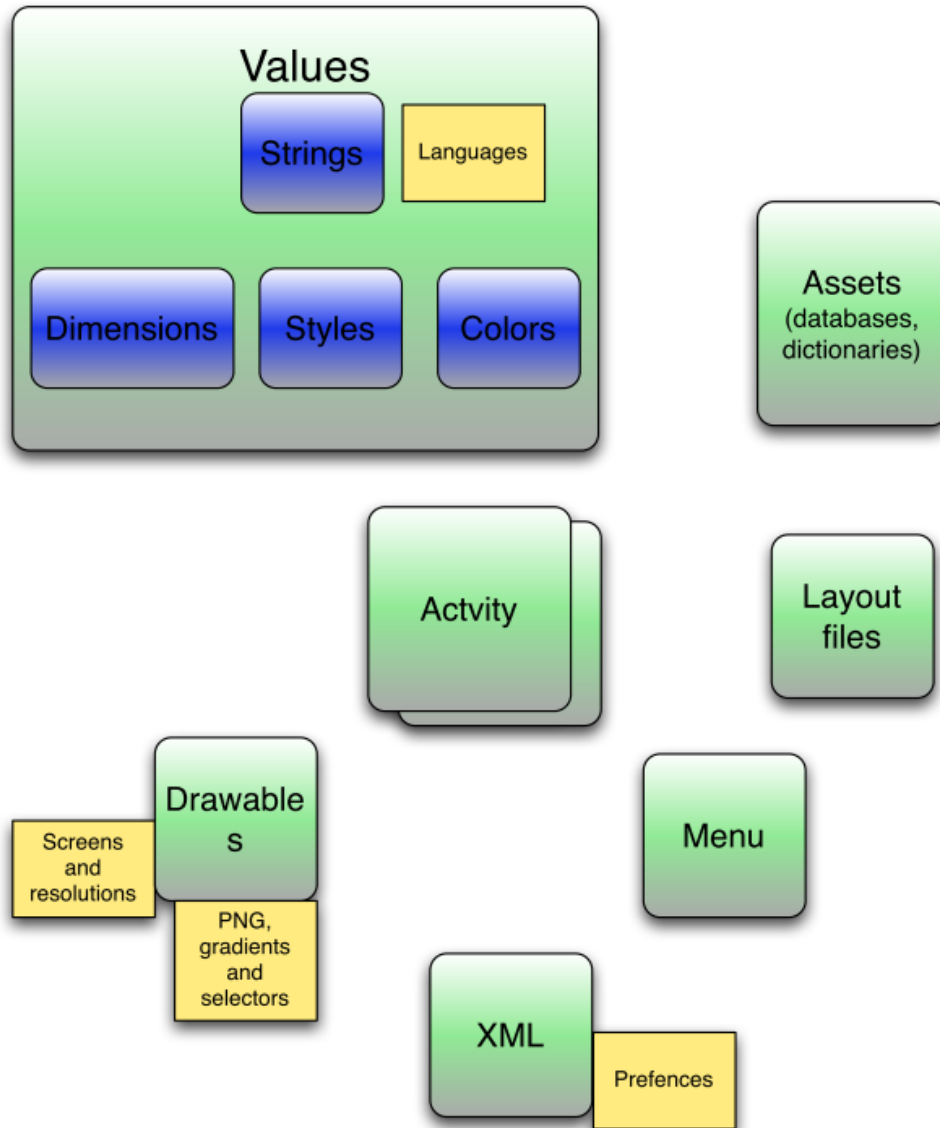 Values
Strings
Languages
Dimensions
Styles
Colors
Assets
(databases,
dictionaries)
Actvity
Layout
files
Drawable
s
Screens
and
resolutions
PNG,
gradients
and
selectors
Menu
XML
Prefences